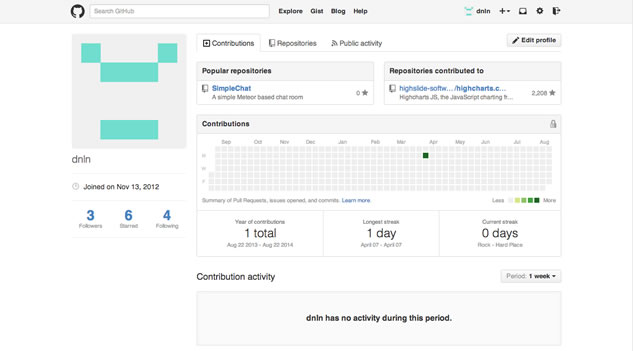 Search GitHub
Explore Gist Blog Help
dnln
Contributions Repositories Public activity
Edit profile
Popular repositories
SimpleChat
A simple Meteor based chat room
0
Repositories contributed to
highslide-softw… /highcharts.c…
Highcharts JS, the JavaScript charting fr…
2,208
dnln
Joined on Nov 13, 2012
3
Followers
6
Starred
4
Following
Contributions
Sep Oct Nov Dec Jan Feb Mar Apr May Jun Jul Aug
M
W
F
Summary of Pull Requests, issues opened, and commits. Learn more.
Less More
Year of contributions
1 total
Aug 22 2013 - Aug 22 2014
Longest streak
1 day
April 07 - April 07
Current streak
0 days
Rock - Hard Place
Contribution activity
Period: 1 week
dnln has no activity during this period.